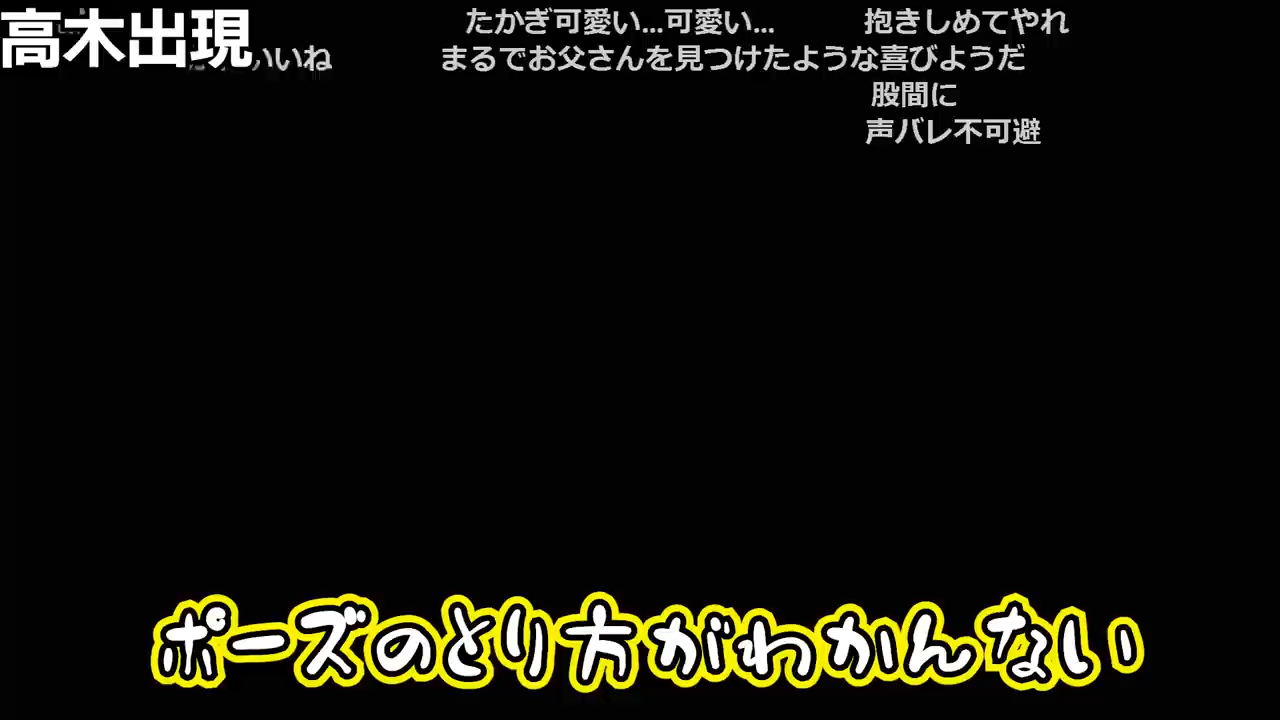 高木出現
たかぎ可愛い...可愛い...
抱きしめてやれ
いいね
まるでお父さんを見つけたような喜びようだ
股間に
声バレ不可避
ポーズのとり方がわかんない